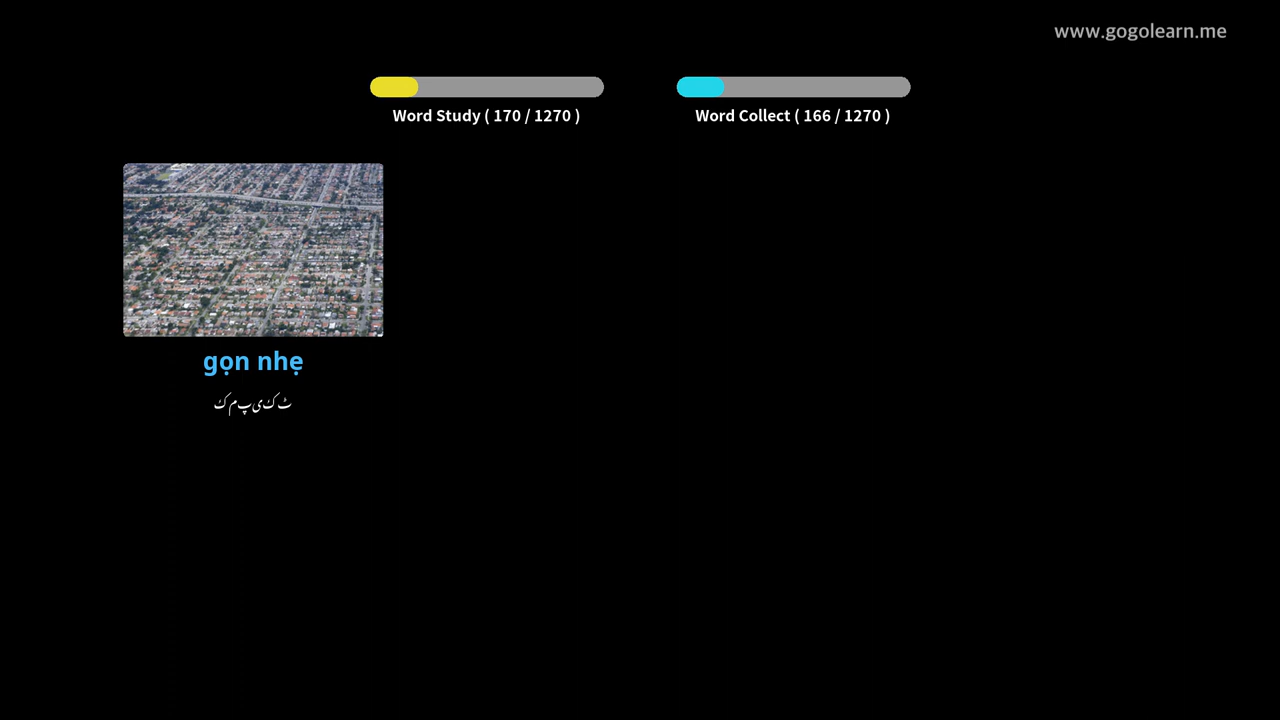 www.gogolearn.me
Word Study ( 170 / 1270 )
Word Collect ( 166 / 1270 )
gọn nhẹ
ٹ ک ی پ م ک